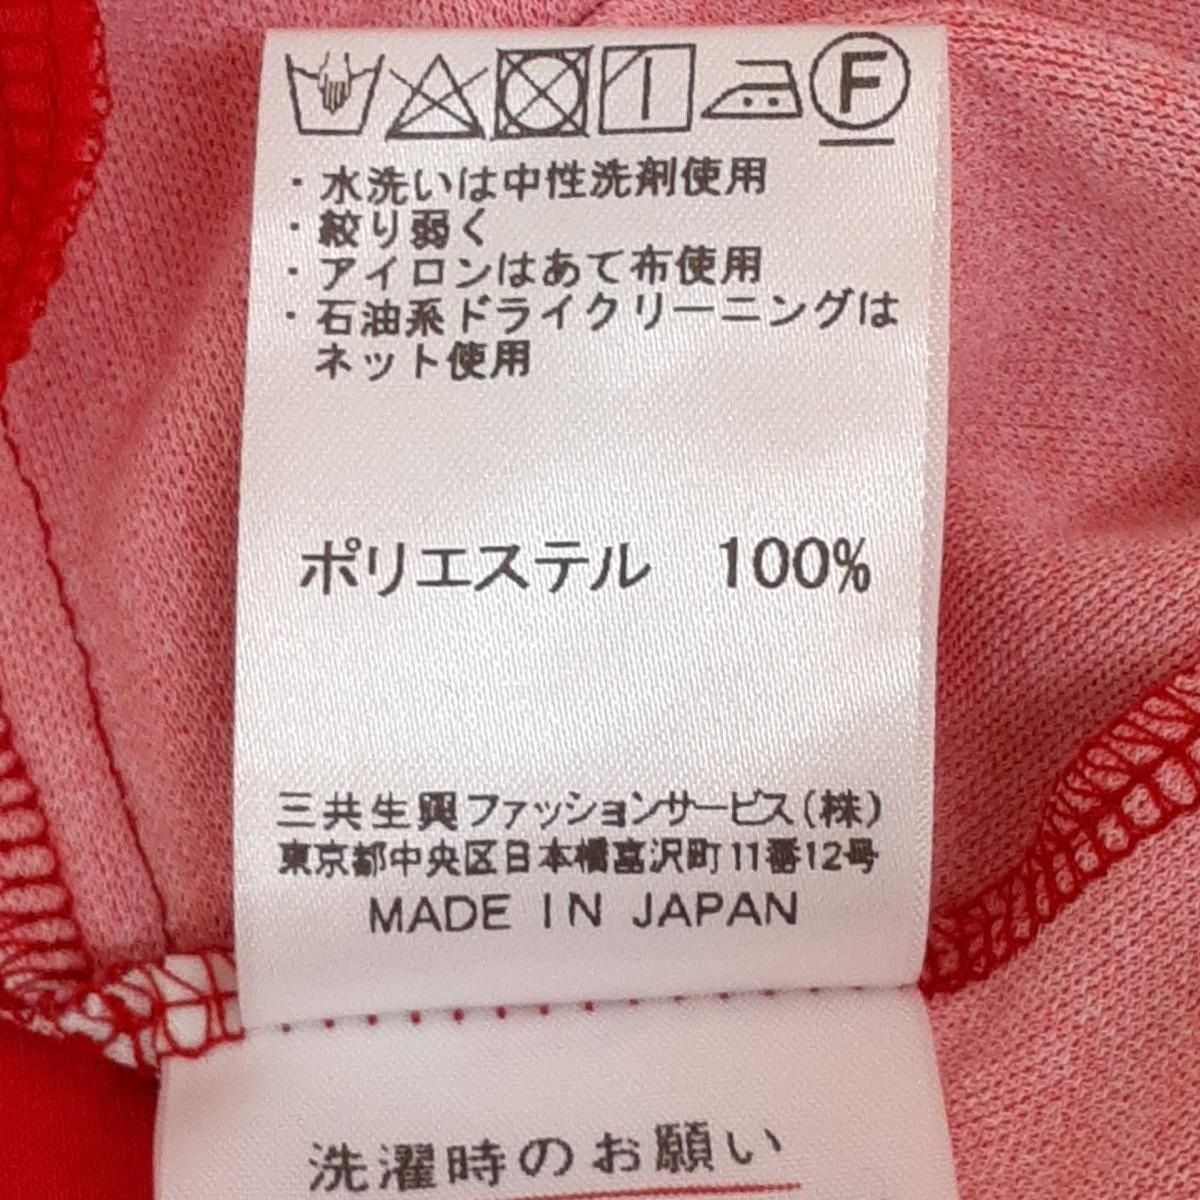 F
・水洗いは中性洗剤使用
・絞り弱く
・アイロンはあて布使用
・石油系ドライクリーニングは
ネット使用
ポリエステル 100%
三共生興ファッションサービス(株)
東京都中央区日本橋富沢町11番12号
MADE IN JAPAN
洗濯時のお願い